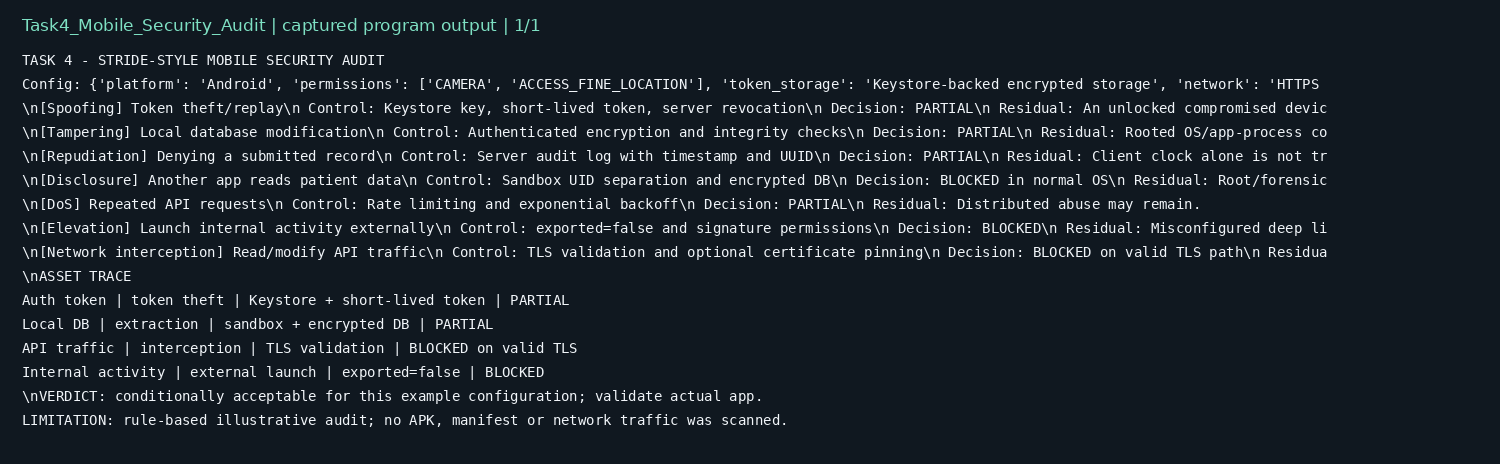 Task4_Mobile_Security_Audit | captured program output | 1/1
TASK 4 - STRIDE-STYLE MOBILE SECURITY AUDIT
Config: {'platform': 'Android', 'permissions': ['CAMERA', 'ACCESS_FINE_LOCATION'], 'token_storage': 'Keystore-backed encrypted storage', 'network': 'HTTPS
\n[Spoofing] Token theft/replay\n Control: Keystore key, short-lived token, server revocation\n Decision: PARTIAL\n Residual: An unlocked compromised devic
\n[Tampering] Local database modification\n Control: Authenticated encryption and integrity checks\n Decision: PARTIAL\n Residual: Rooted OS/app-process co
\n[Repudiation] Denying a submitted record\n Control: Server audit log with timestamp and UUID\n Decision: PARTIAL\n Residual: Client clock alone is not tr
\n[Disclosure] Another app reads patient data\n Control: Sandbox UID separation and encrypted DB\n Decision: BLOCKED in normal OS\n Residual: Root/forensic
\n[DoS] Repeated API requests\n Control: Rate limiting and exponential backoff\n Decision: PARTIAL\n Residual: Distributed abuse may remain.
\n[Elevation] Launch internal activity externally\n Control: exported=false and signature permissions\n Decision: BLOCKED\n Residual: Misconfigured deep li
\n[Network interception] Read/modify API traffic\n Control: TLS validation and optional certificate pinning\n Decision: BLOCKED on valid TLS path\n Residua
\nASSET TRACE
Auth token | token theft | Keystore + short-lived token | PARTIAL
Local DB | extraction | sandbox + encrypted DB | PARTIAL
API traffic | interception | TLS validation | BLOCKED on valid TLS
Internal activity | external launch | exported=false | BLOCKED
\nVERDICT: conditionally acceptable for this example configuration; validate actual app.
LIMITATION: rule-based illustrative audit; no APK, manifest or network traffic was scanned.